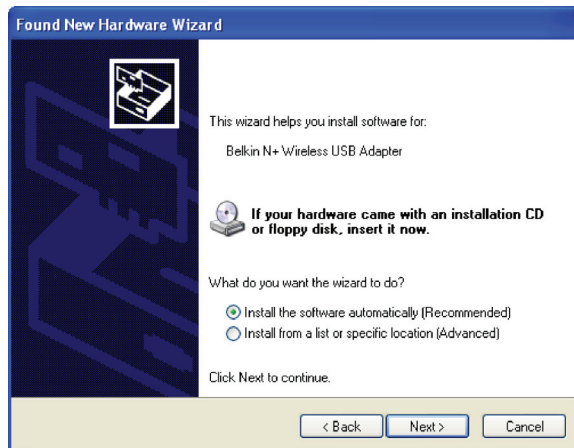 Found New Hardware Wizard
This wizard helps you install software for:
Belkin N+ Wireless USB Adapter
If your hardware came with an installation CD
or floppy disk, insert it now.
What do you want the wizard to do?
Install the software automatically (Recommended)
Install from a list or specific location (Advanced)
Click Next to continue.
< Back
Next >
Cancel